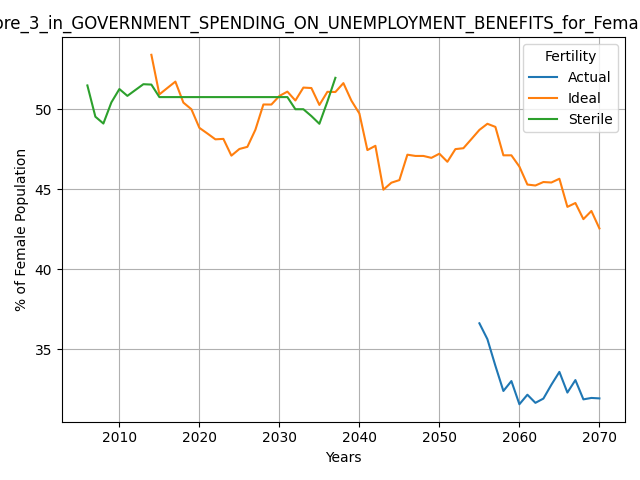 ore_3_in_GOVERNMENT_SPENDING_ON_UNEMPLOYMENT_BENEFITS_for_Fema
Fertility
Actual
Ideal
Sterile
% of Female Population
50
45
40
35
2010 2020 2030 2040 2050 2060 2070
Years